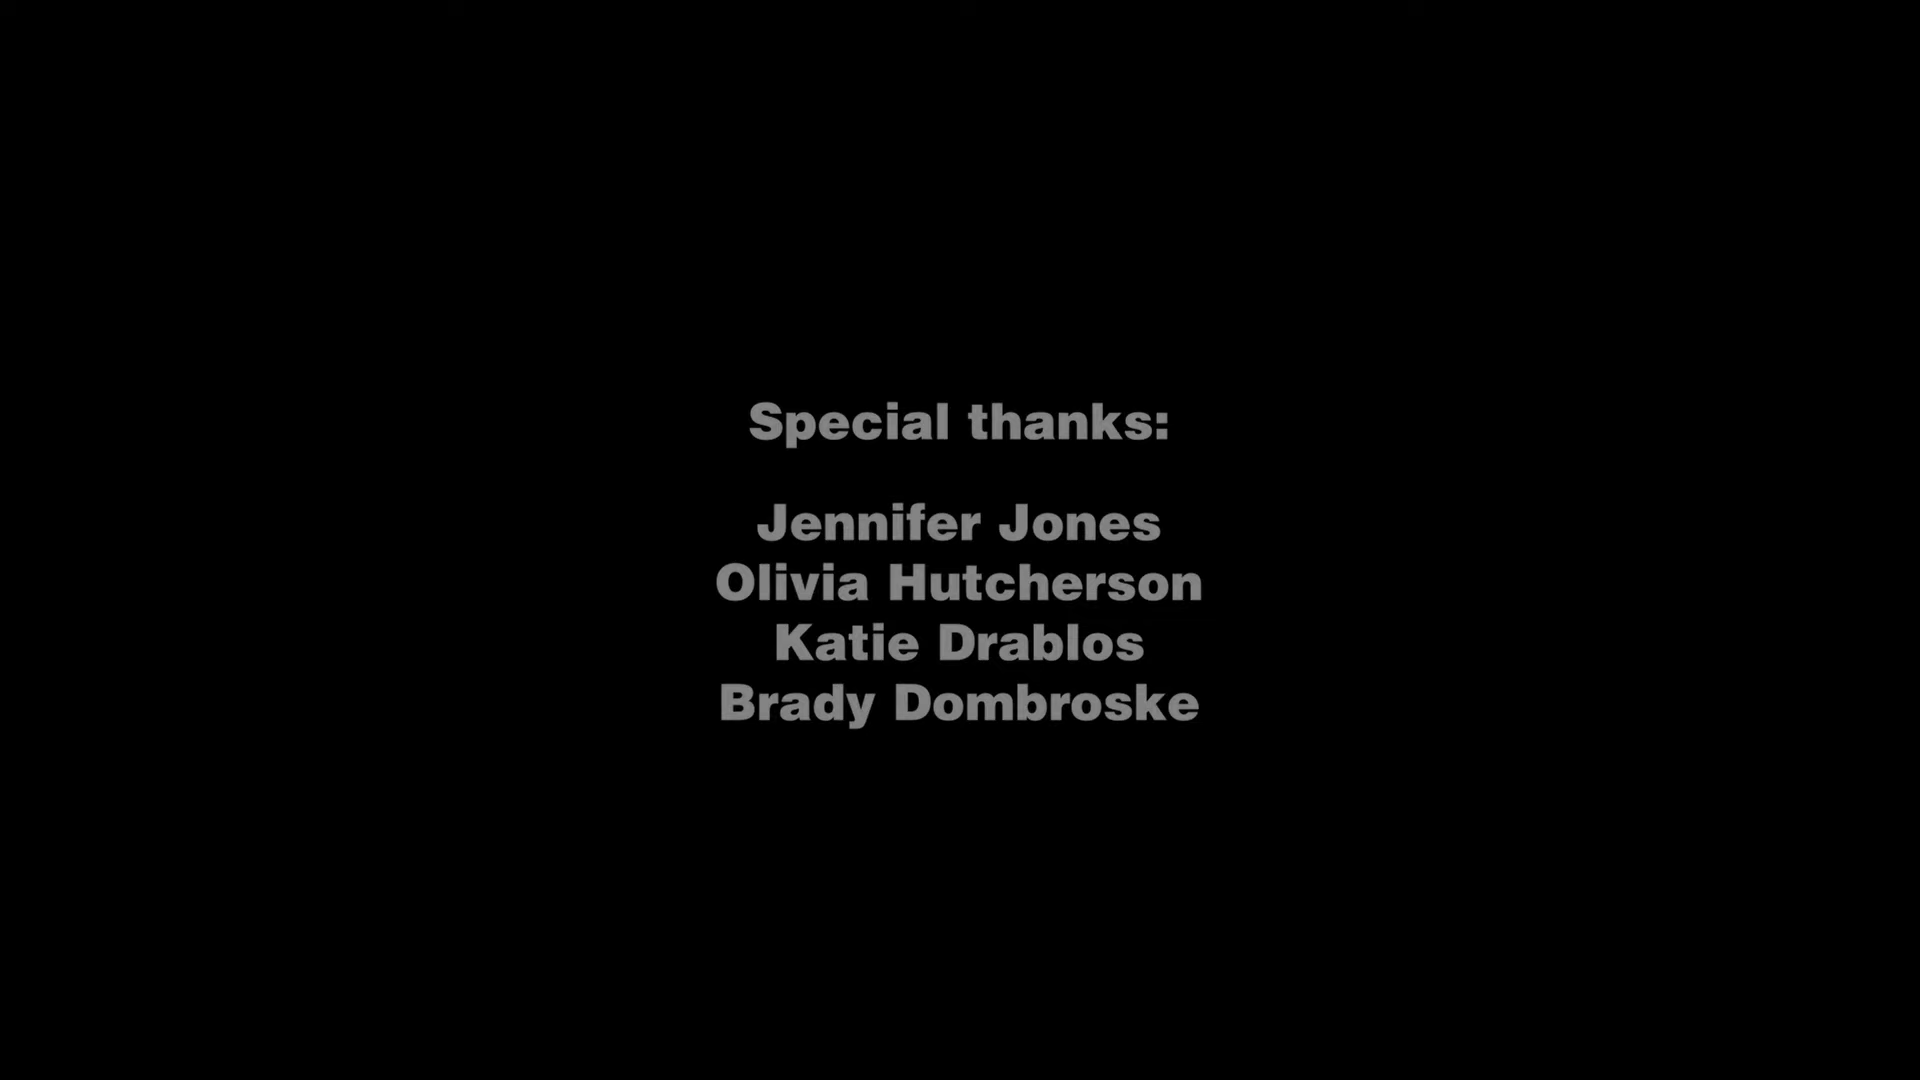 Special thanks:
Jennifer Jones
Olivia Hutcherson
Katie Drablos
Brady Dombroske